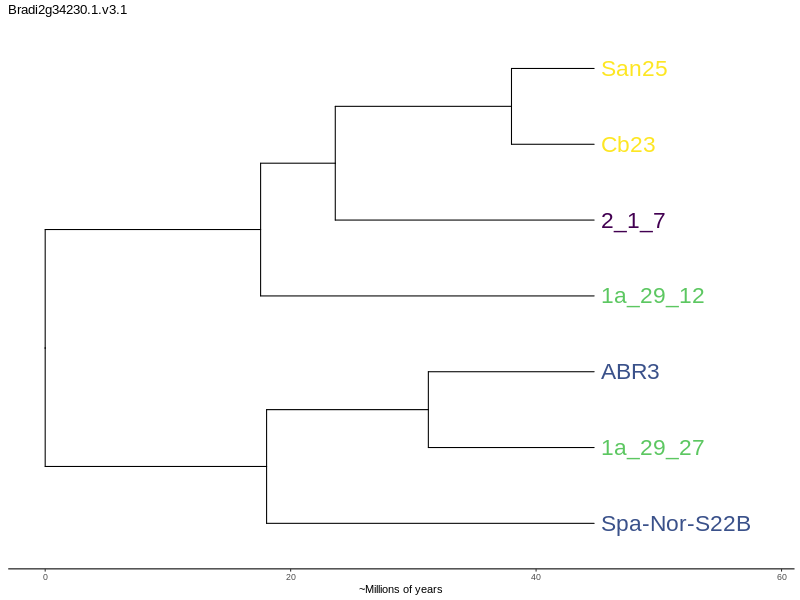 Bradi2g34230.1.v3.1
San25
Cb23
2_1_7
1a_29_12
ABR3
1a_29_27
Spa-Nor-S22B
0 20 40 60
~Millions of years